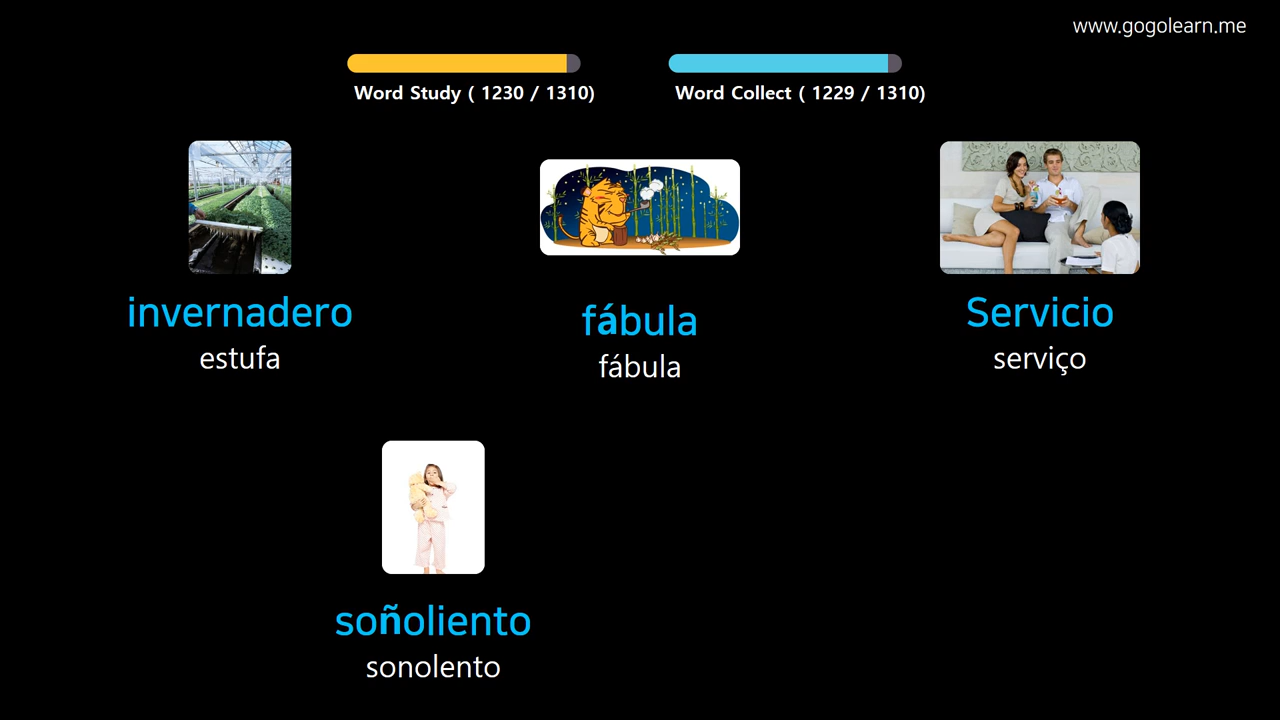 www.gogolearn.me
Word Study ( 1230 / 1310)
Word Collect ( 1229 / 1310)
invernadero
estufa
fábula
fábula
Servicio
serviço
soñoliento
sonolento